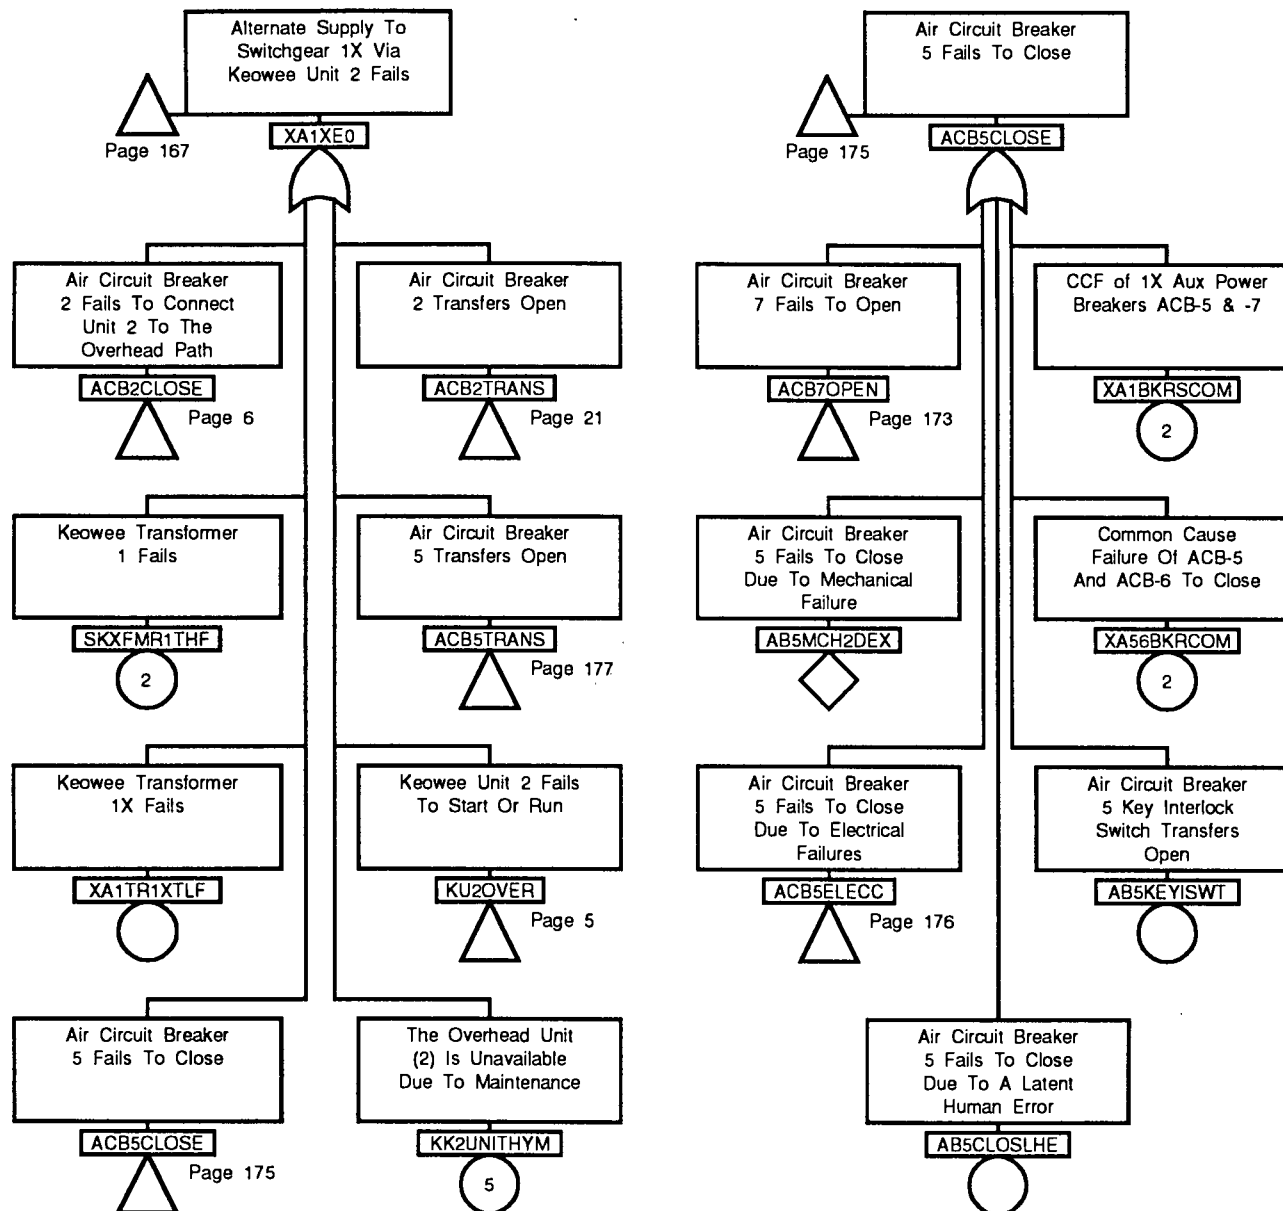 Alternate Supply To
Switchgear 1X Via
Keowee Unit 2 Fails
Page 167
XA1XE0
Air Circuit Breaker
2 Fails To Connect
Unit 2 To The
Overhead Path
ACB2CLOSE
Page 6
Air Circuit Breaker
2 Transfers Open
ACB2TRANS
Page 21
Keowee Transformer
1 Fails
SKXFMR1THF
2
Air Circuit Breaker
5 Transfers Open
ACB5TRANS
Page 177
Keowee Transformer
1X Fails
XA1TR1XTLF
Keowee Unit 2 Fails
To Start Or Run
KU2OVER
Page 5
Air Circuit Breaker
5 Fails To Close
ACB5CLOSE
Page 175
The Overhead Unit
(2) Is Unavailable
Due To Maintenance
KK2UNITHYM
5
Air Circuit Breaker
5 Fails To Close
Page 175
ACB5CLOSE
Air Circuit Breaker
7 Fails To Open
ACB7OPEN
Page 173
CCF of 1X Aux Power
Breakers ACB-5 & -7
XA1BKRSCOM
2
Air Circuit Breaker
5 Fails To Close
Due To Mechanical
Failure
AB5MCH2DEX
Common Cause
Failure Of ACB-5
And ACB-6 To Close
XA56BKRCOM
2
Air Circuit Breaker
5 Fails To Close
Due To Electrical
Failures
ACB5ELECC
Page 176
Air Circuit Breaker
5 Key Interlock
Switch Transfers
Open
AB5KEYISWT
Air Circuit Breaker
5 Fails To Close
Due To A Latent
Human Error
AB5CLOSLHE